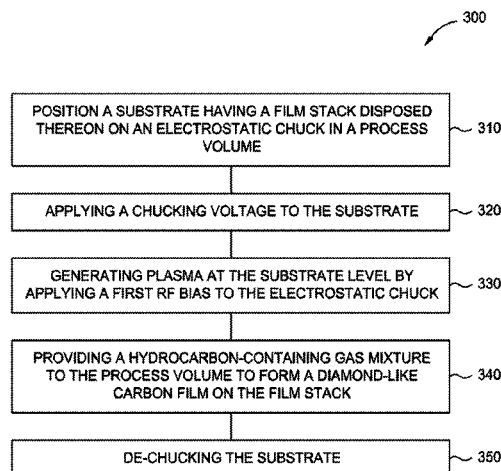 300
POSITION A SUBSTRATE HAVING A FILM STACK DISPOSED
THEREON ON AN ELECTROSTATIC CHUCK IN A PROCESS
VOLUME
310
APPLYING A CHUCKING VOLTAGE TO THE SUBSTRATE
320
GENERATING PLASMA AT THE SUBSTRATE LEVEL BY
APPLYING A FIRST RF BIAS TO THE ELECTROSTATIC CHUCK
330
PROVIDING A HYDROCARBON-CONTAINING GAS MIXTURE
TO THE PROCESS VOLUME TO FORM A DIAMOND-LIKE
CARBON FILM ON THE FILM STACK
340
DE-CHUCKING THE SUBSTRATE
350